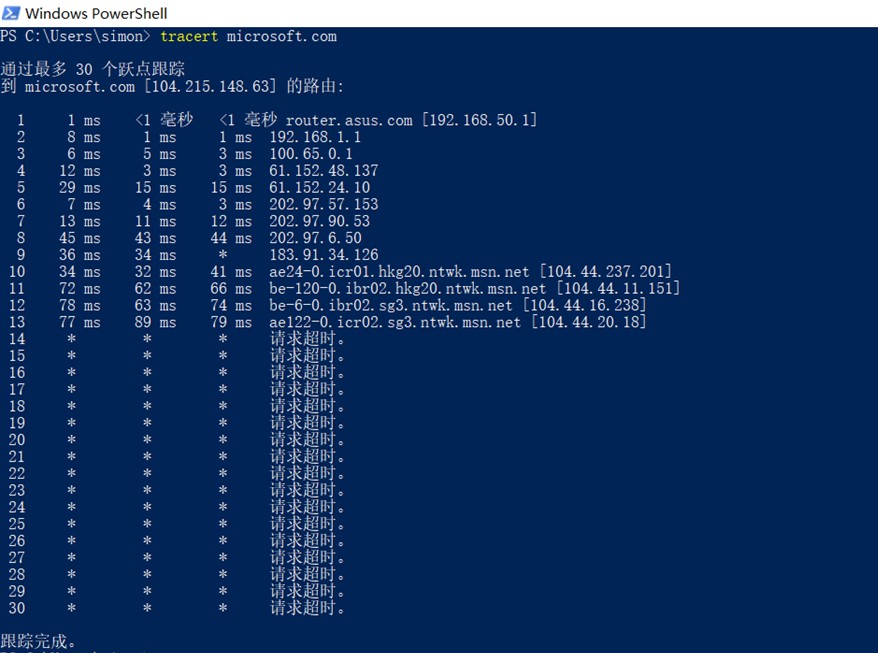 Windows PowerShell
PS C:\Users\simon> tracert microsoft.com
通过最多 30 个跃点跟踪
到 microsoft.com [104.215.148.63] 的路由:
1 1 ms <1 毫秒 <1 毫秒 router.asus.com [192.168.50.1]
2 8 ms 1 ms 1 ms 192.168.1.1
3 6 ms 5 ms 3 ms 100.65.0.1
4 12 ms 3 ms 3 ms 61.152.48.137
5 29 ms 15 ms 15 ms 61.152.24.10
6 7 ms 4 ms 3 ms 202.97.57.153
7 13 ms 11 ms 12 ms 202.97.90.53
8 45 ms 43 ms 44 ms 202.97.6.50
9 36 ms 34 ms * 183.91.34.126
10 34 ms 32 ms 41 ms ae24-0.icr01.hkg20.ntwk.msn.net [104.44.237.201]
11 72 ms 62 ms 66 ms be-120-0.ibr02.hkg20.ntwk.msn.net [104.44.11.151]
12 78 ms 63 ms 74 ms be-6-0.ibr02.sg3.ntwk.msn.net [104.44.16.238]
13 77 ms 89 ms 79 ms ae122-0.icr02.sg3.ntwk.msn.net [104.44.20.18]
14 * * * 请求超时。
15 * * * 请求超时。
16 * * * 请求超时。
17 * * * 请求超时。
18 * * * 请求超时。
19 * * * 请求超时。
20 * * * 请求超时。
21 * * * 请求超时。
22 * * * 请求超时。
23 * * * 请求超时。
24 * * * 请求超时。
25 * * * 请求超时。
26 * * * 请求超时。
27 * * * 请求超时。
28 * * * 请求超时。
29 * * * 请求超时。
30 * * * 请求超时。
跟踪完成。